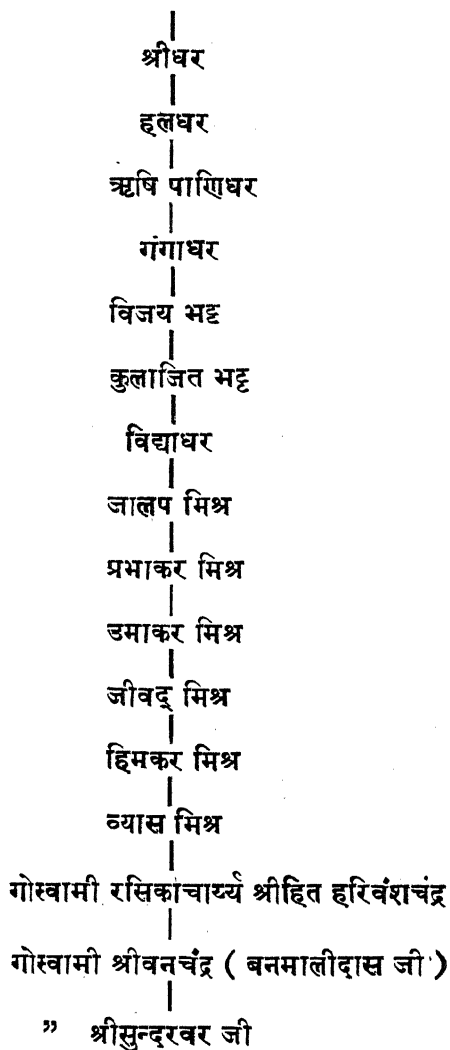 श्रीधर
हलधर
ऋषि पाणिधर
गंगाधर
विजय भट्ट
कुलाजित भट्ट
विद्याधर
जालप मिश्र
प्रभाकर मिश्र
उमाकर मिश्र
जीवद् मिश्र
हिमकर मिश्र
व्यास मिश्र
गोस्वामी रसिकाचार्य्य श्रीहित हरिवंशचंद्र
गोस्वामी श्रीवनचंद्र ( बनमालीदास जी )
” श्रीसुन्दरवर जी